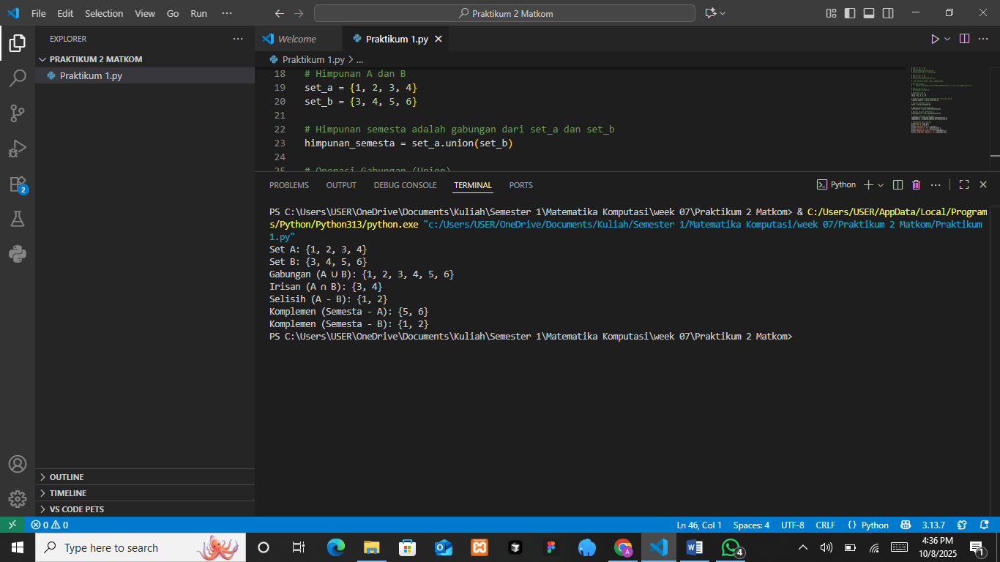 File Edit Selection View Go Run ···
Praktikum 2 Matkom
EXPLORER
PRAKTIKUM 2 MATKOM
Praktikum 1.py
OUTLINE
TIMELINE
VS CODE PETS
Welcome
Praktikum 1.py
Praktikum 1.py > ...
18 # Himpunan A dan B
19 set_a = {1, 2, 3, 4}
20 set_b = {3, 4, 5, 6}
21
22 # Himpunan semesta adalah gabungan dari set_a dan set_b
23 himpunan_semesta = set_a.union(set_b)
24
25 # Operasi Gabungan (Union)
PROBLEMS OUTPUT DEBUG CONSOLE TERMINAL PORTS
Python
PS C:\Users\USER\OneDrive\Documents\Kuliah\Semester 1\Matematika Komputasi\week 07\Praktikum 2 Matkom> & C:/Users/USER/AppData/Local/Program
s/Python/Python313/python.exe "c:/Users/USER/OneDrive/Documents/Kuliah/Semester 1/Matematika Komputasi/week 07/Praktikum 2 Matkom/Praktikum
1.py"
Set A: {1, 2, 3, 4}
Set B: {3, 4, 5, 6}
Gabungan (A ∪ B): {1, 2, 3, 4, 5, 6}
Irisan (A ∩ B): {3, 4}
Selisih (A - B): {1, 2}
Komplemen (Semesta - A): {5, 6}
Komplemen (Semesta - B): {1, 2}
PS C:\Users\USER\OneDrive\Documents\Kuliah\Semester 1\Matematika Komputasi\week 07\Praktikum 2 Matkom>
2
0 0
Ln 46, Col 1 Spaces: 4 UTF-8 CRLF {} Python 3.13.7
Type here to search
A
4
4:36 PM
10/8/2025
1